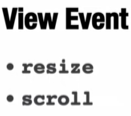 View Event
• resize
• scroll